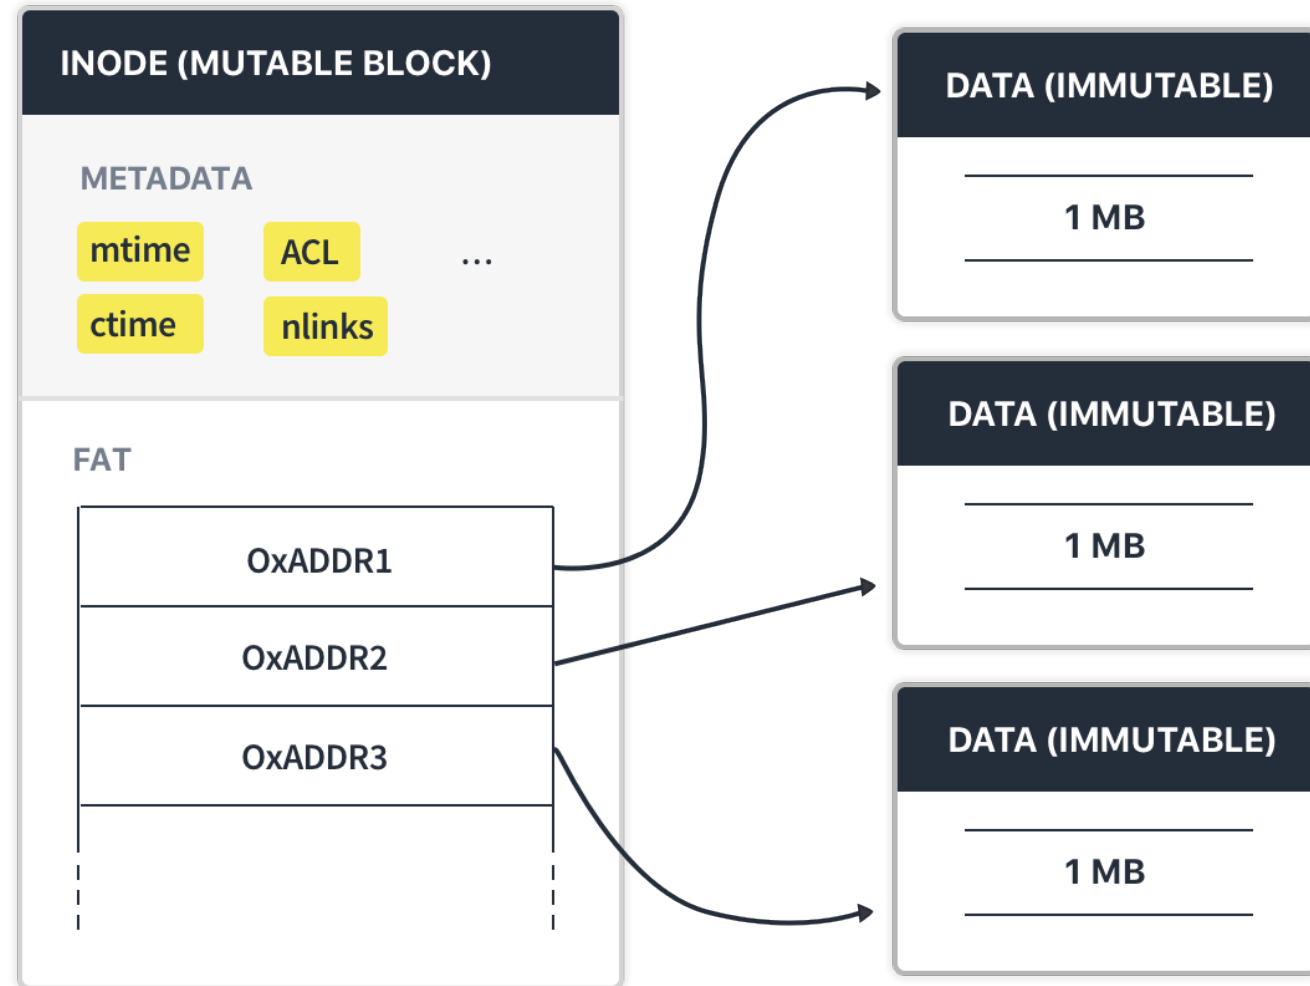 INODE (MUTABLE BLOCK)
METADATA
mtime
ACL
...
ctime
nlinks
FAT
OxADDR1
OxADDR2
OxADDR3
DATA (IMMUTABLE)
1 MB
DATA (IMMUTABLE)
1 MB
DATA (IMMUTABLE)
1 MB